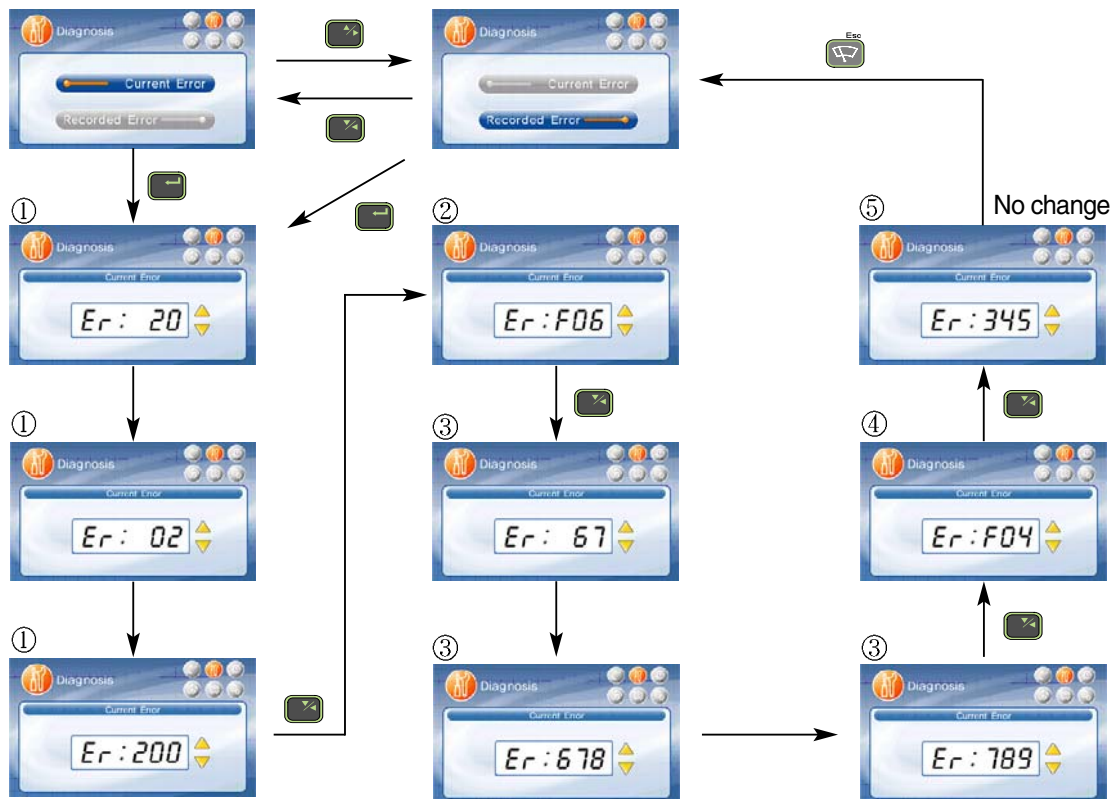 Diagnosis
Current Error
Recorded Error
Diagnosis
Current Error
Recorded Error
Esc
①
Diagnosis
Current Error
Er: 20
②
Diagnosis
Current Error
Er:F06
⑤
No change
Diagnosis
Current Error
Er:345
①
Diagnosis
Current Error
Er: 02
③
Diagnosis
Current Error
Er: 67
④
Diagnosis
Current Error
Er:F04
①
Diagnosis
Current Error
Er:200
③
Diagnosis
Current Error
Er:678
③
Diagnosis
Current Error
Er:789